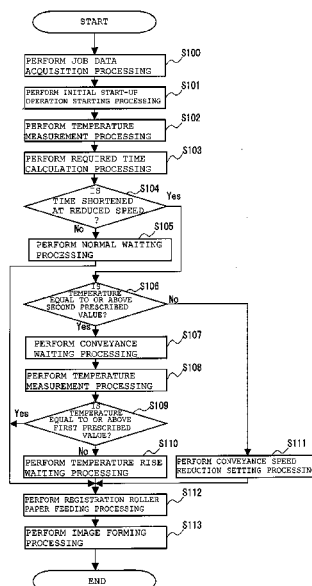 START
S100
PERFORM JOB DATA
ACQUISITION PROCESSING
S101
PERFORM INITIAL START-UP
OPERATION STARTING PROCESSING
S102
PERFORM TEMPERATURE
MEASUREMENT PROCESSING
S103
PERFORM REQUIRED TIME
CALCULATION PROCESSING
S104
IS
TIME SHORTENED
AT REDUCED SPEED
?
Yes
No
S105
PERFORM NORMAL WAITING
PROCESSING
S106
IS
TEMPERATURE
EQUAL TO OR ABOVE
SECOND PRESCRIBED
VALUE?
No
Yes
S107
PERFORM CONVEYANCE
WAITING PROCESSING
S108
PERFORM TEMPERATURE
MEASUREMENT PROCESSING
S109
IS
TEMPERATURE
EQUAL TO OR ABOVE
FIRST PRESCRIBED
VALUE?
Yes
No
S110
PERFORM TEMPERATURE RISE
WAITING PROCESSING
S111
PERFORM CONVEYANCE SPEED
REDUCTION SETTING PROCESSING
S112
PERFORM REGISTRATION ROLLER
PAPER FEEDING PROCESSING
S113
PERFORM IMAGE FORMING
PROCESSING
END